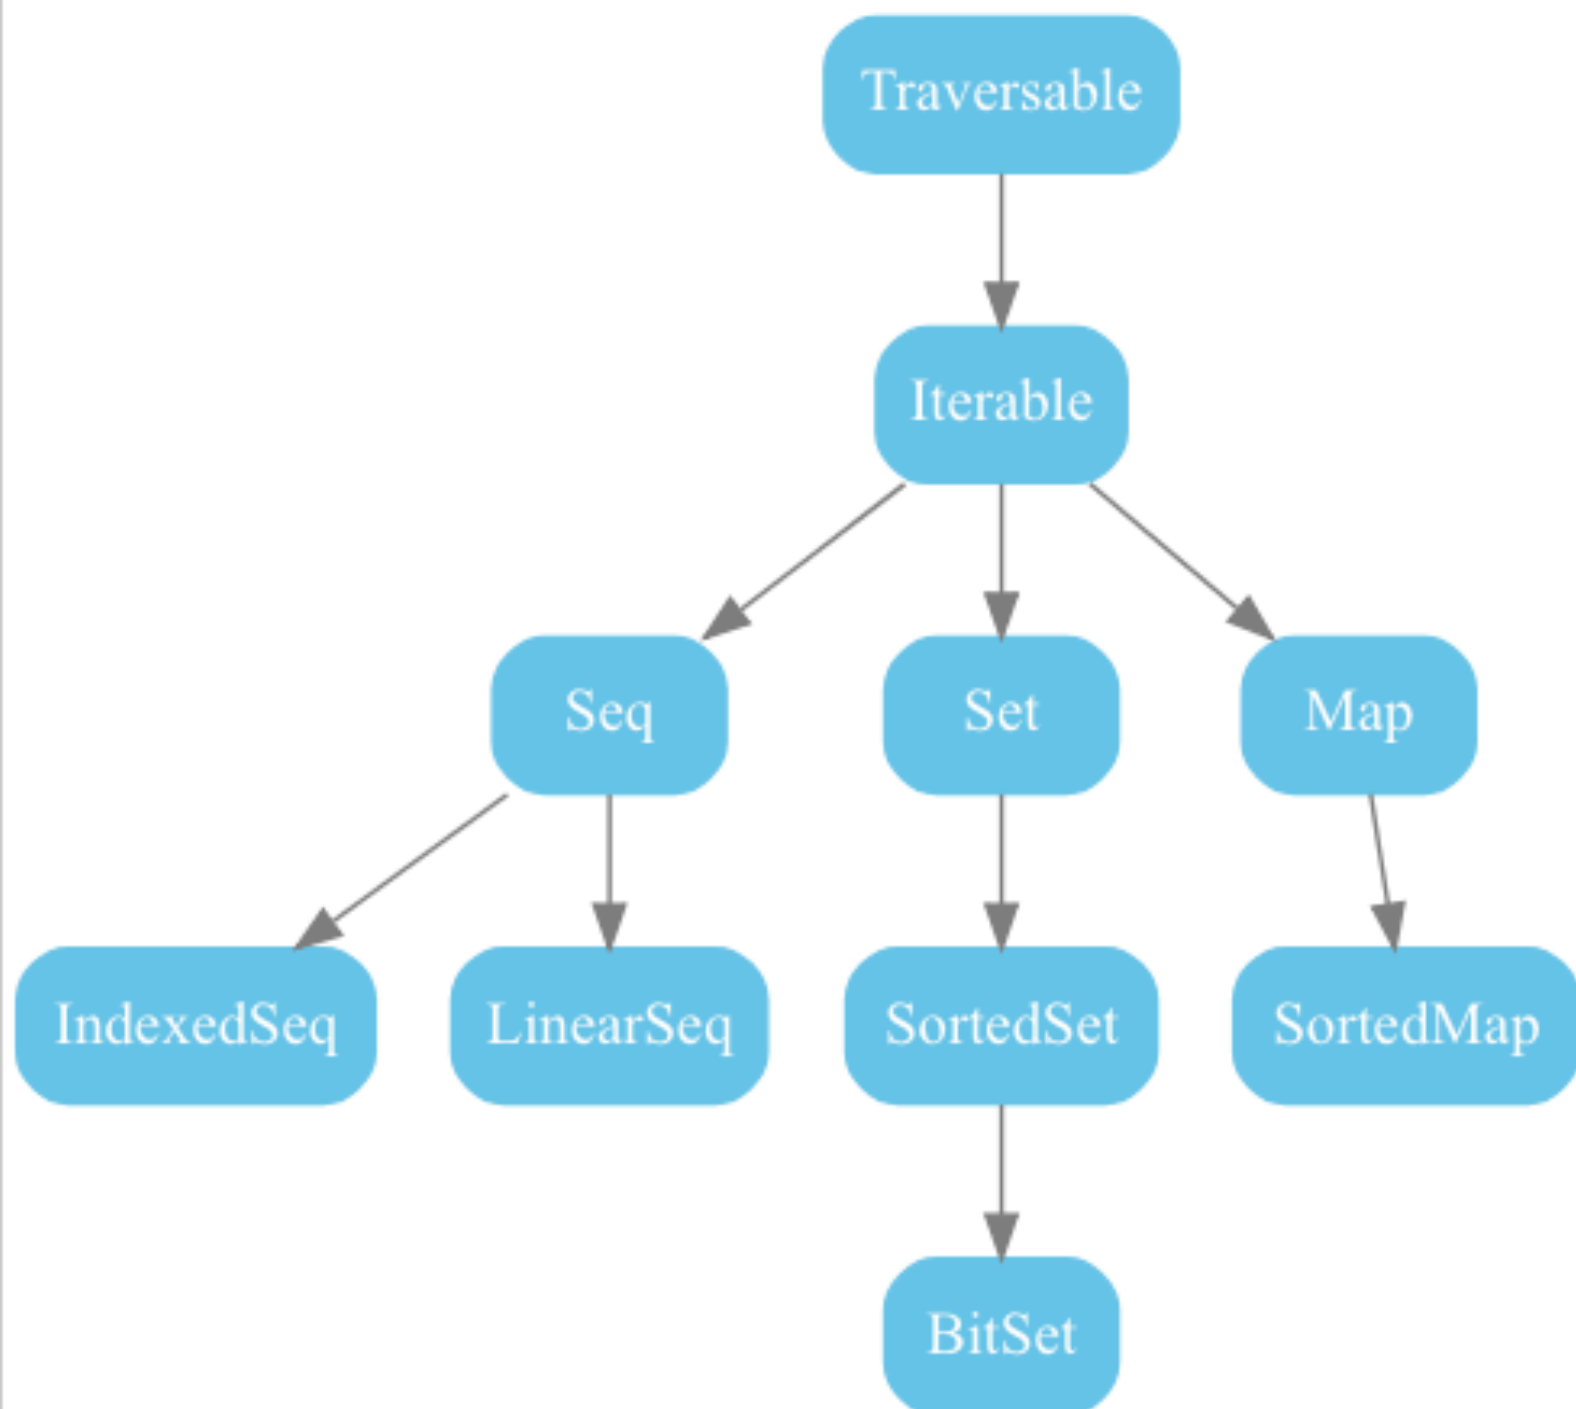 Traversable
Iterable
Seq
Set
Map
IndexedSeq
LinearSeq
SortedSet
SortedMap
BitSet